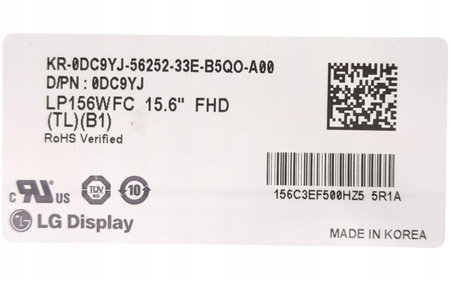 KR-0DC9YJ-56252-33E-B5QO-A00
D/PN : 0DC9YJ
LP156WFC 15.6" FHD
(TL)(B1)
RoHS Verified
c RU US
TÜV
10
156C3EF500HZ5 5R1A
LG Display
MADE IN KOREA